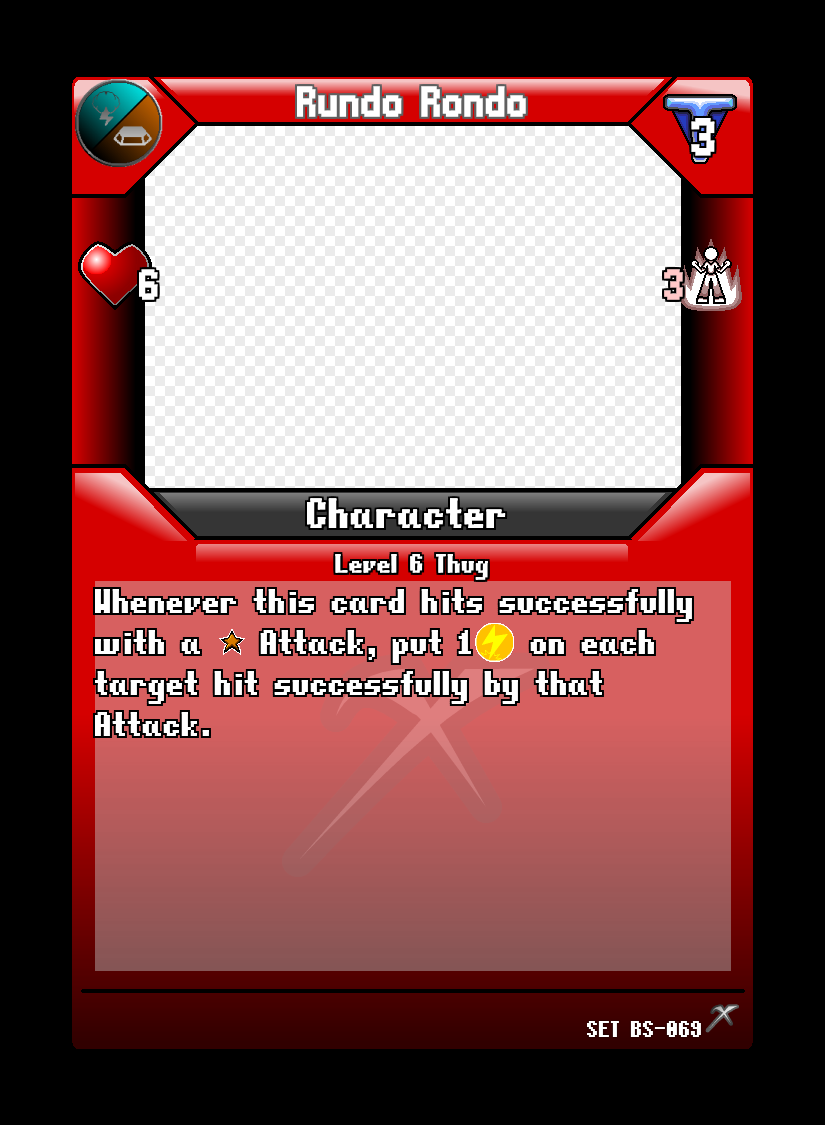 Rundo Rondo
3
6
3
Character
Level 6 Thug
Whenever this card hits successfully
with a Attack, put 1 on each
target hit successfully by that
Attack.
SET BS-069